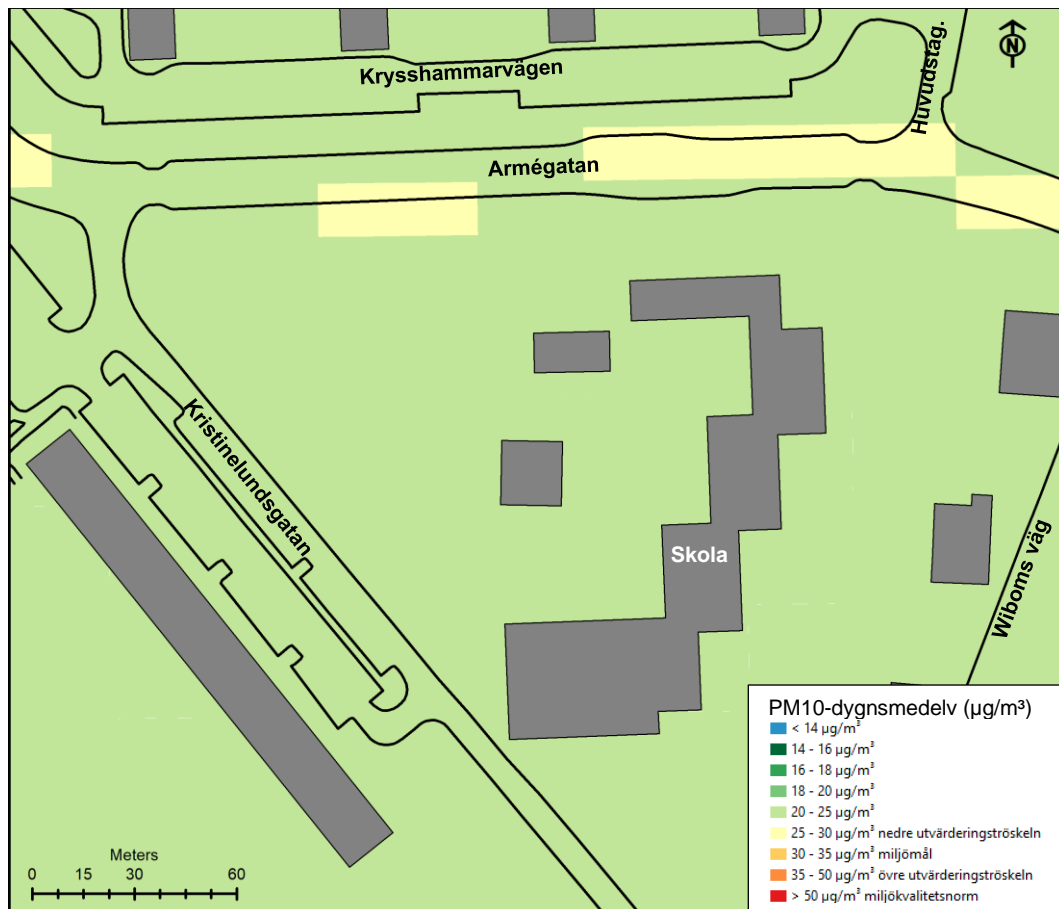 Krysshammarvägen
Huvudstag.
N
Armégatan
Kristinelundsgatan
Skola
Wiboms väg
PM10-dygnsmedelv (µg/m³)
< 14 µg/m³
14 - 16 µg/m³
16 - 18 µg/m³
18 - 20 µg/m³
20 - 25 µg/m³
25 - 30 µg/m³ nedre utvärderingströskeln
30 - 35 µg/m³ miljömål
35 - 50 µg/m³ övre utvärderingströskeln
> 50 µg/m³ miljökvalitetsnorm
Meters
0 15 30 60